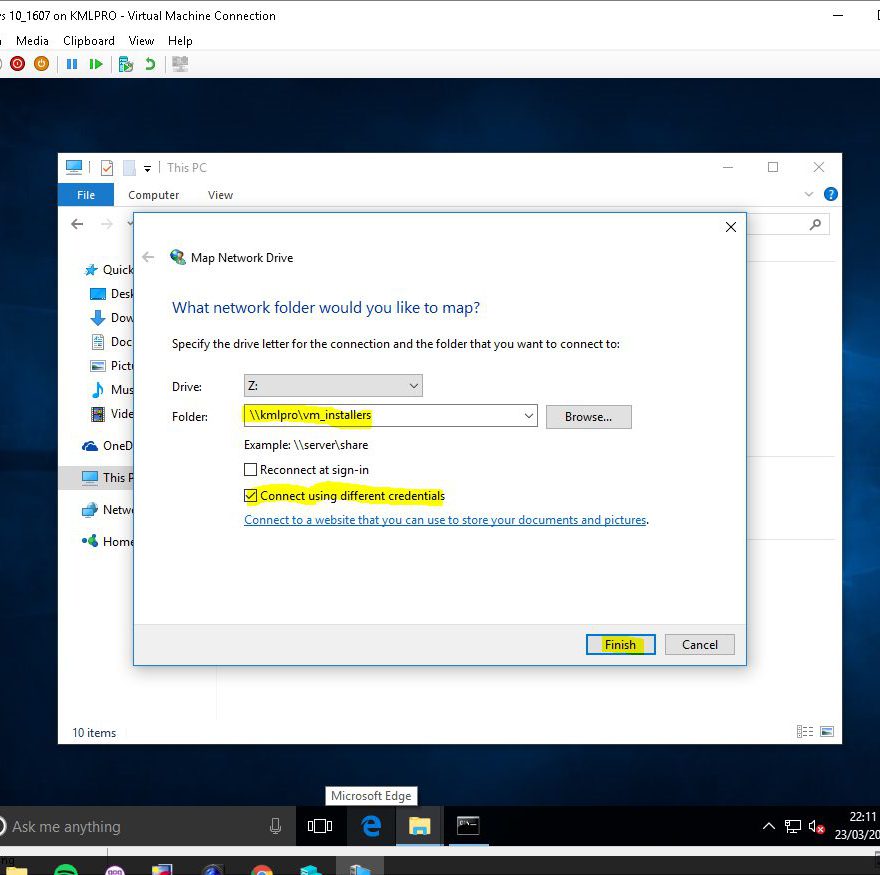 s 10_1607 on KMLPRO - Virtual Machine Connection
Media Clipboard View Help
This PC
File Computer View
Map Network Drive
What network folder would you like to map?
Specify the drive letter for the connection and the folder that you want to connect to:
Drive: Z:
Folder: \\kmlpro\vm_installers Browse...
Example: \\server\share
Reconnect at sign-in
Connect using different credentials
Connect to a website that you can use to store your documents and pictures.
Finish Cancel
Quick
Desk
Dow
Doc
Pictu
Mus
Vide
OneD
This P
Netwo
Home
10 items
Microsoft Edge
Ask me anything
22:11
23/03/20